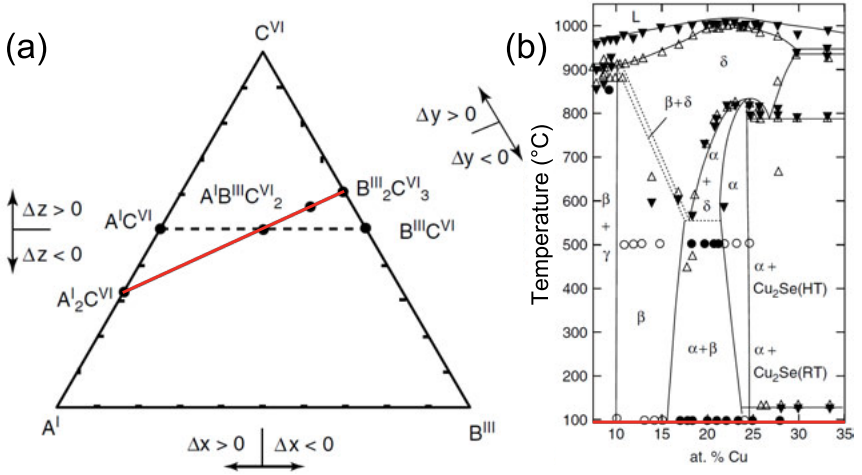 (a)
C^VI
Δy > 0
Δy < 0
Δz > 0
Δz < 0
A^I C^VI
A^I B^III C^VI_2
B^III_2 C^VI_3
B^III C^VI
A^I_2 C^VI
A^I
B^III
Δx > 0
Δx < 0
(b)
Temperature (°C)
1000
900
800
700
600
500
400
300
200
100
L
δ
β+δ
α
+
δ
α
β
+
γ
β
α+β
α +
Cu₂Se(HT)
α +
Cu₂Se(RT)
10
15
20
25
30
35
at. % Cu